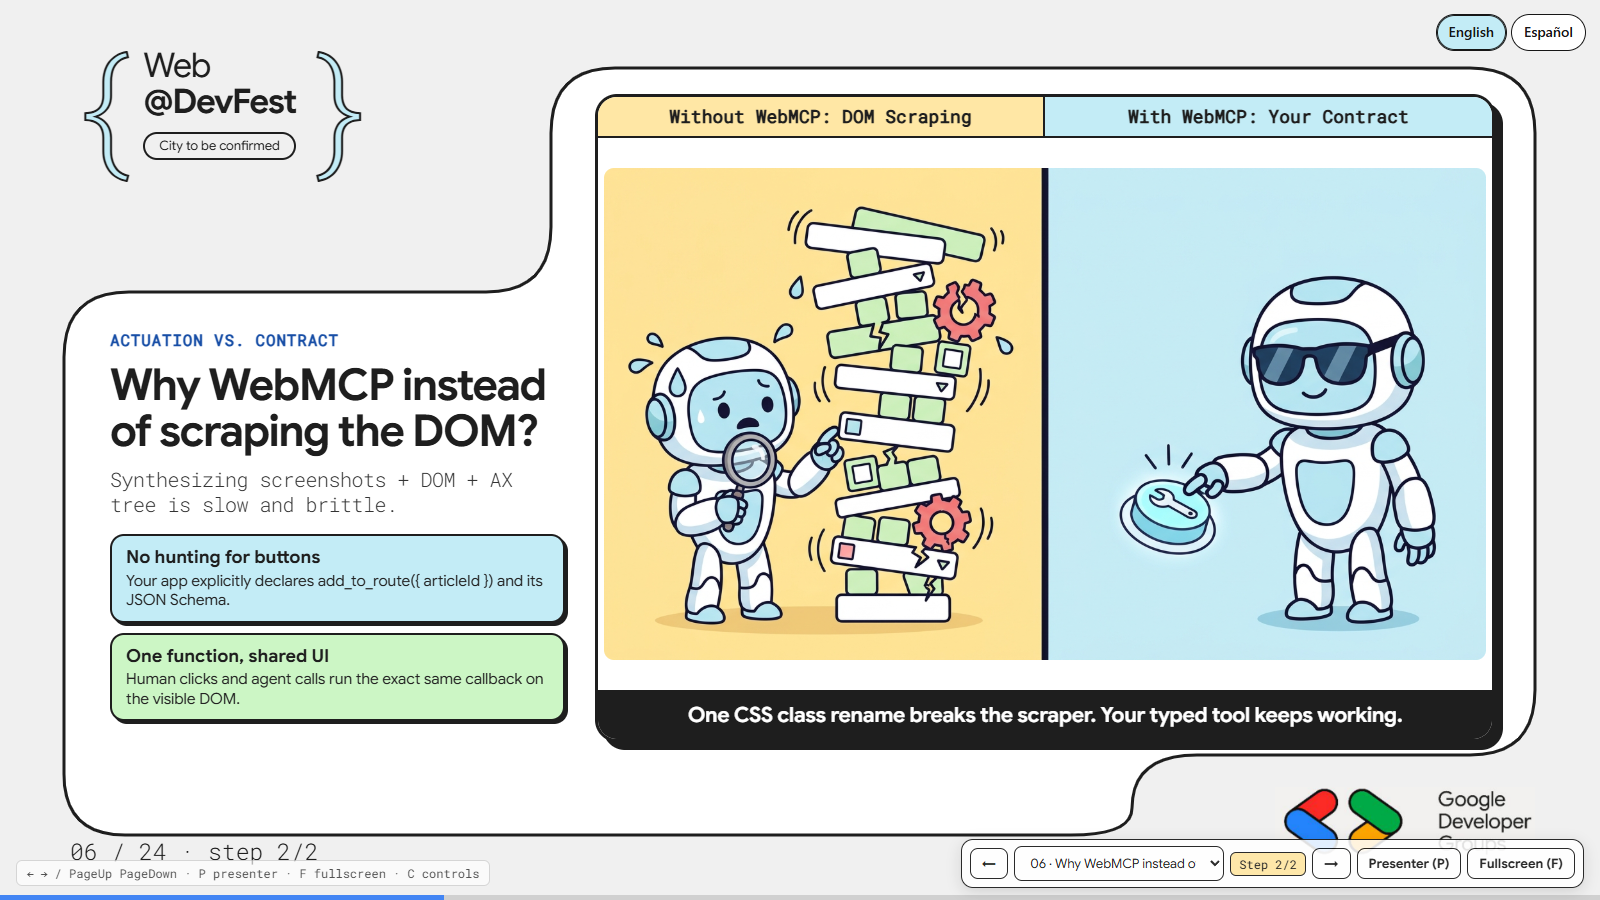 English
Español
Web
@DevFest
City to be confirmed
Without WebMCP: DOM Scraping
With WebMCP: Your Contract
ACTUATION VS. CONTRACT
Why WebMCP instead
of scraping the DOM?
Synthesizing screenshots + DOM + AX
tree is slow and brittle.
No hunting for buttons
Your app explicitly declares add_to_route({ articleId }) and its
JSON Schema.
One function, shared UI
Human clicks and agent calls run the exact same callback on
the visible DOM.
One CSS class rename breaks the scraper. Your typed tool keeps working.
Google
Developer
Groups
06 / 24 · step 2/2
← → / PageUp PageDown · P presenter · F fullscreen · C controls
←
06 · Why WebMCP instead o
Step 2/2
→
Presenter (P)
Fullscreen (F)